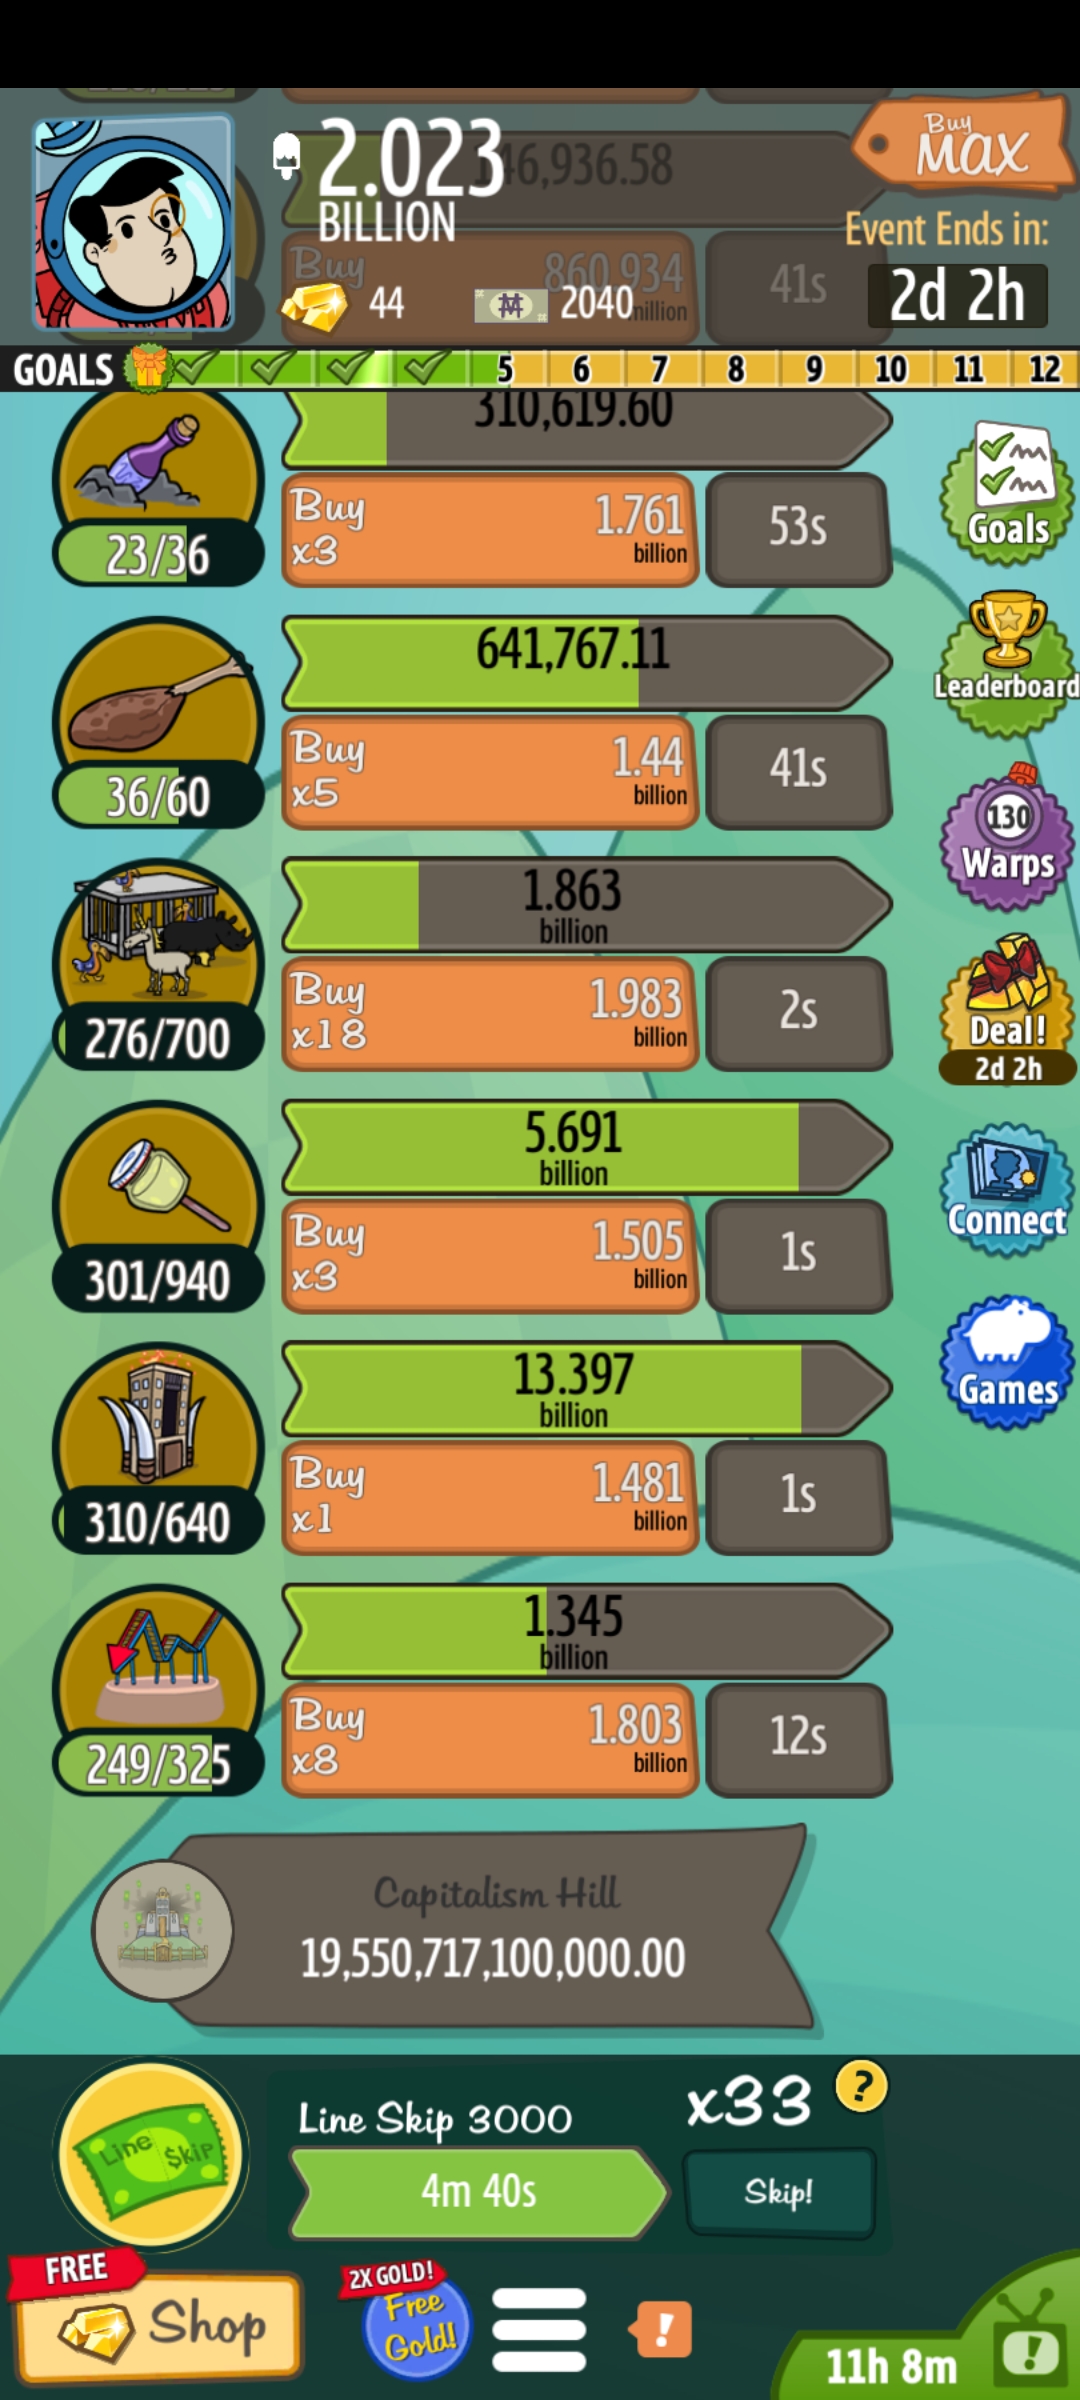 2.023
BILLION
46,936.58
Buy
MAX
Event Ends in:
2d 2h
Buy
860.934
million
41s
44
2040
GOALS
5
6
7
8
9
10
11
12
310,619.60
Buy
x3
1.761
billion
53s
23/36
Goals
641,767.11
Buy
x5
1.44
billion
41s
36/60
Leaderboard
130
Warps
1.863
billion
Buy
x18
1.983
billion
2s
276/700
Deal!
2d 2h
5.691
billion
Buy
x3
1.505
billion
1s
301/940
Connect
13.397
billion
Buy
x1
1.481
billion
1s
310/640
Games
1.345
billion
Buy
x8
1.803
billion
12s
249/325
Capitalism Hill
19,550,717,100,000.00
Line Skip
Line Skip 3000
x33
?
4m 40s
Skip!
FREE
Shop
2X GOLD!
Free
Gold!
!
11h 8m
!